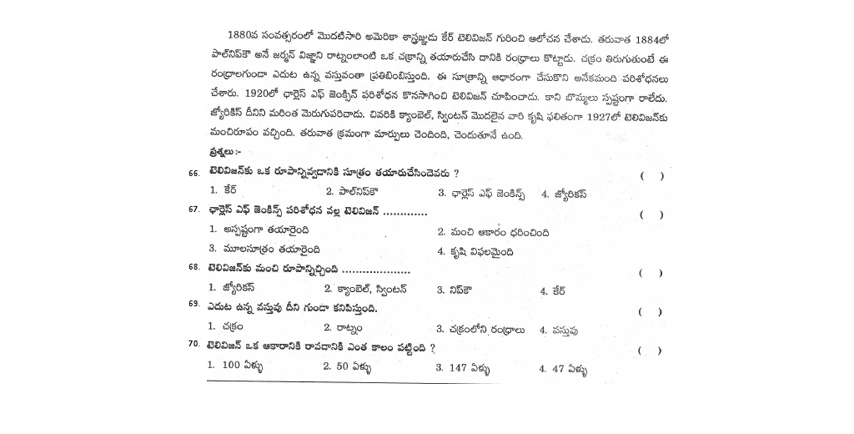 1880వ సంవత్సరంలో మొదటిసారి అమెరికా శాస్త్రజ్ఞుడు కేర్ టెలివిజన్ గురించి ఆలోచన చేశాడు. తరువాత 1884లో
పాల్‌నిప్‌కౌ అనే జర్మన్ విజ్ఞాని రాట్నంలాంటి ఒక చక్రాన్ని తయారుచేసి దానికి రంధ్రాలు కొట్టాడు. చక్రం తిరుగుతుంటే ఈ
రంధ్రాలగుండా ఎదుట ఉన్న వస్తువంతా ప్రతిబింబిస్తుంది. ఈ సూత్రాన్ని ఆధారంగా చేసుకొని అనేకమంది పరిశోధనలు
చేశారు. 1920లో ఛార్లెస్ ఎఫ్ జెంక్సిన్ పరిశోధన కొనసాగించి టెలివిజన్ చూపించాడు. కాని బొమ్మలు స్పష్టంగా రాలేదు.
జ్యోరికిస్ దీనిని మరింత మెరుగుపరిచాడు. చివరికి క్యాంబెల్, స్వింటన్ మొదలైన వారి కృషి ఫలితంగా 1927లో టెలివిజన్‌కు
మంచిరూపం వచ్చింది. తరువాత క్రమంగా మార్పులు చెందింది, చెందుతూనే ఉంది.
ప్రశ్నలు :-
66. టెలివిజన్‌కు ఒక రూపాన్నివ్వడానికి సూత్రం తయారుచేసిందెవరు ? ( )
1. కేర్ 2. పాల్‌నిప్‌కౌ 3. ఛార్లెస్ ఎఫ్ జెంకిన్స్ 4. జ్యోరికస్
67. ఛార్లెస్ ఎఫ్ జెంకిన్స్ పరిశోధన వల్ల టెలివిజన్ ............. ( )
1. అస్పష్టంగా తయారైంది 2. మంచి ఆకారం ధరించింది
3. మూలసూత్రం తయారైంది 4. కృషి విఫలమైంది
68. టెలివిజన్‌కు మంచి రూపాన్నిచ్చింది .................... ( )
1. జ్యోరికస్ 2. క్యాంబెల్, స్వింటన్ 3. నిప్‌కౌ 4. కేర్
69. ఎదుట ఉన్న వస్తువు దీని గుండా కనిపిస్తుంది. ( )
1. చక్రం 2. రాట్నం 3. చక్రంలోని రంధ్రాలు 4. వస్తువు
70. టెలివిజన్ ఒక ఆకారానికి రావడానికి ఎంత కాలం పట్టింది ? ( )
1. 100 ఏళ్ళు 2. 50 ఏళ్ళు 3. 147 ఏళ్ళు 4. 47 ఏళ్ళు